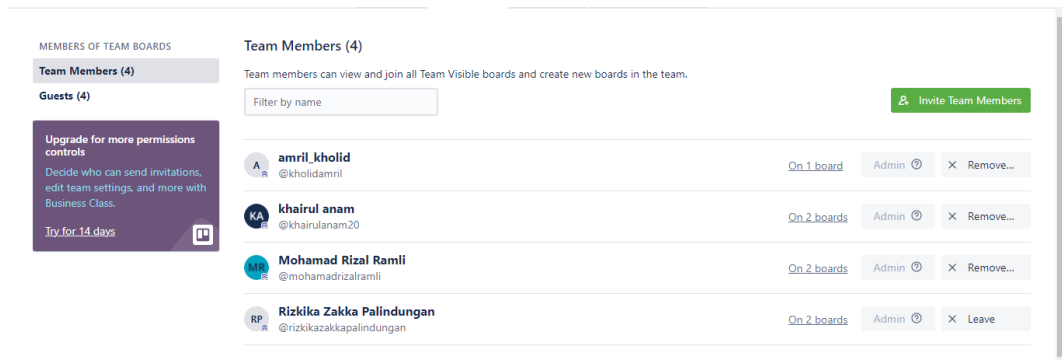 MEMBERS OF TEAM BOARDS
Team Members (4)
Guests (4)
Upgrade for more permissions
controls
Decide who can send invitations,
edit team settings, and more with
Business Class.
Try for 14 days
Team Members (4)
Team members can view and join all Team Visible boards and create new boards in the team.
Filter by name
Invite Team Members
A amril_kholid
@kholidamril
On 1 board Admin Remove...
KA khairul anam
@khairulanam20
On 2 boards Admin Remove...
MR Mohamad Rizal Ramli
@mohamadrizalramli
On 2 boards Admin Remove...
RP Rizkika Zakka Palindungan
@rizkikazakkapalindungan
On 2 boards Admin Leave